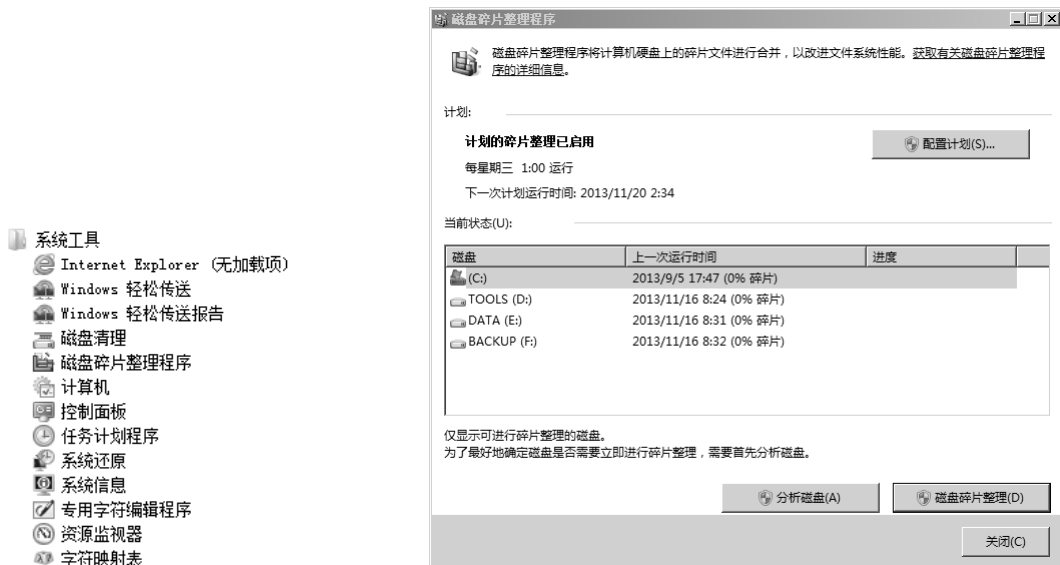 系统工具
Internet Explorer (无加载项)
Windows 轻松传送
Windows 轻松传送报告
磁盘清理
磁盘碎片整理程序
计算机
控制面板
任务计划程序
系统还原
系统信息
专用字符编辑程序
资源监视器
字符映射表
磁盘碎片整理程序
磁盘碎片整理程序将计算机硬盘上的碎片文件进行合并，以改进文件系统性能。获取有关磁盘碎片整理程
序的详细信息。
计划:
计划的碎片整理已启用
配置计划(S)...
每星期三 1:00 运行
下一次计划运行时间: 2013/11/20 2:34
当前状态(U):
磁盘 上一次运行时间 进度
(C:) 2013/9/5 17:47 (0% 碎片)
TOOLS (D:) 2013/11/16 8:24 (0% 碎片)
DATA (E:) 2013/11/16 8:31 (0% 碎片)
BACKUP (F:) 2013/11/16 8:32 (0% 碎片)
仅显示可进行碎片整理的磁盘。
为了最好地确定磁盘是否需要立即进行碎片整理，需要首先分析磁盘。
分析磁盘(A) 磁盘碎片整理(D)
关闭(C)